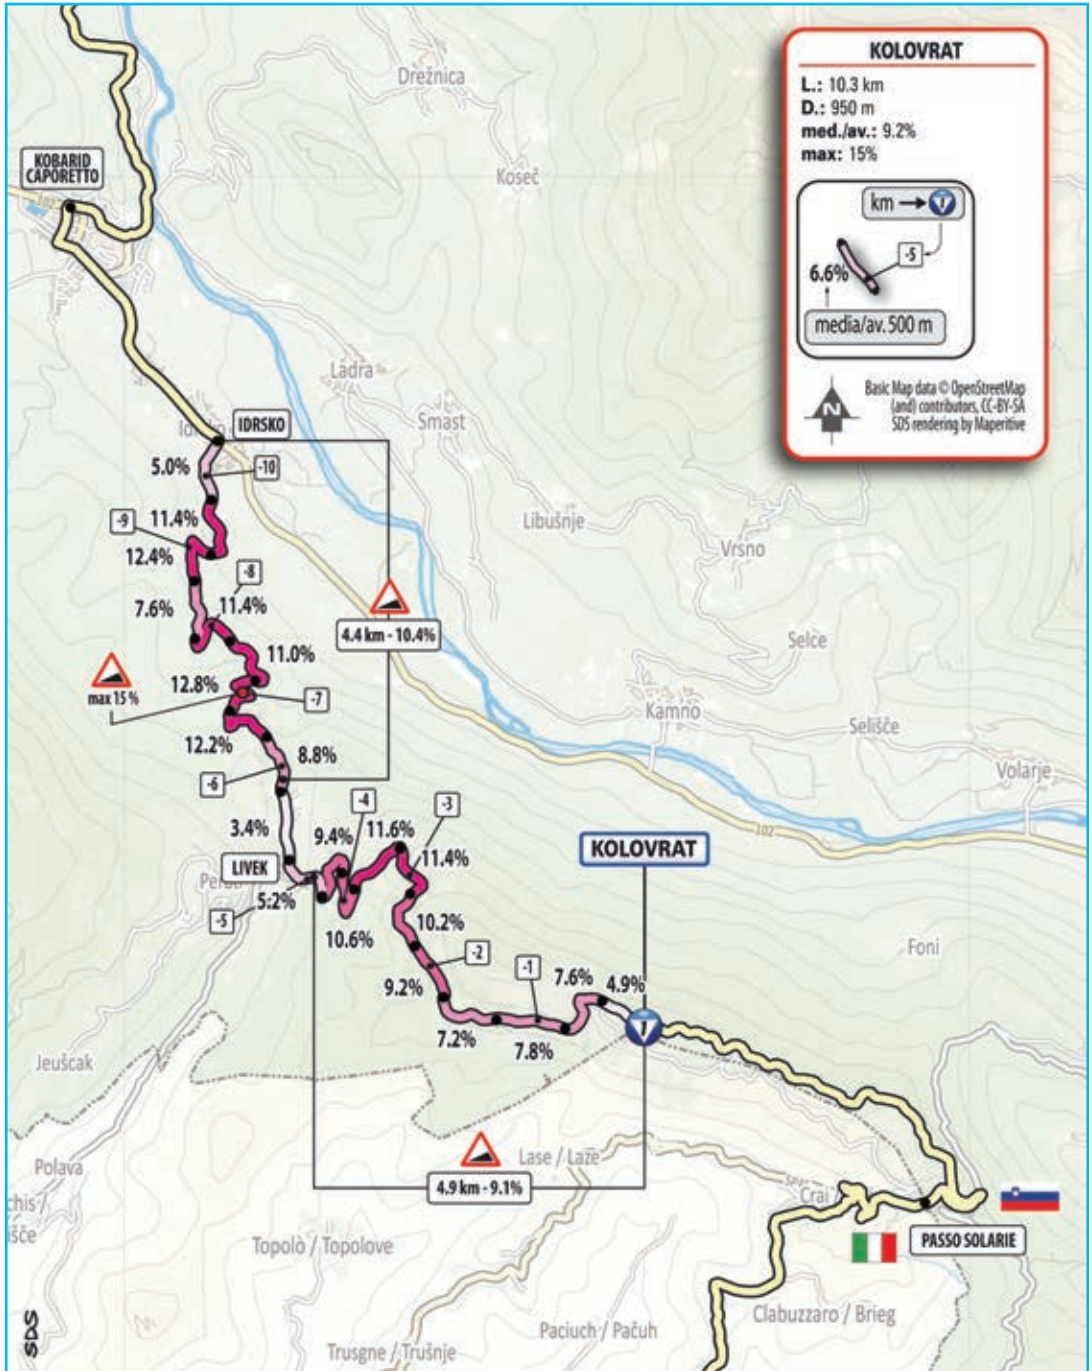 KOLOVRAT
L.: 10.3 km
D.: 950 m
med./av.: 9.2%
max: 15%
km
-5
6.6%
media/av. 500 m
N
Basic Map data © OpenStreetMap
(and) contributors, CC-BY-SA
SDS rendering by Maperitive
Drežnica
KOBARID
CAPORETTO
102
Koseč
Ladra
Smast
Idrsko
IDRSKO
5.0%
-10
Libušnje
Vrsno
11.4%
-9
12.4%
-8
7.6%
11.4%
4.4 km - 10.4%
Selce
11.0%
max 15 %
12.8%
-7
Kamno
Selišče
12.2%
8.8%
Volarje
-6
102
3.4%
9.4%
-4
11.6%
-3
11.4%
KOLOVRAT
LIVEK
5.2%
-5
10.6%
10.2%
Foni
-2
9.2%
-1
7.6%
4.9%
7.2%
7.8%
Jeušcak
Polava
Lase / Laze
4.9 km - 9.1%
Crai
PASSO SOLARIE
Topolò / Topolove
Clabuzzaro / Brieg
Paciuch / Pačuh
Trusgne / Trušnje
SDS